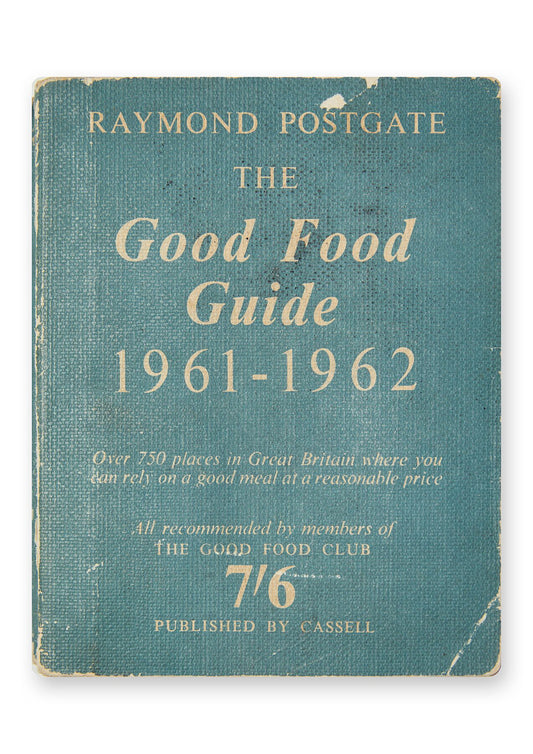 RAYMOND POSTGATE
THE
Good Food
Guide
1961-1962
Over 750 places in Great Britain where you
can rely on a good meal at a reasonable price
All recommended by members of
THE GOOD FOOD CLUB
7/6
PUBLISHED BY CASSELL